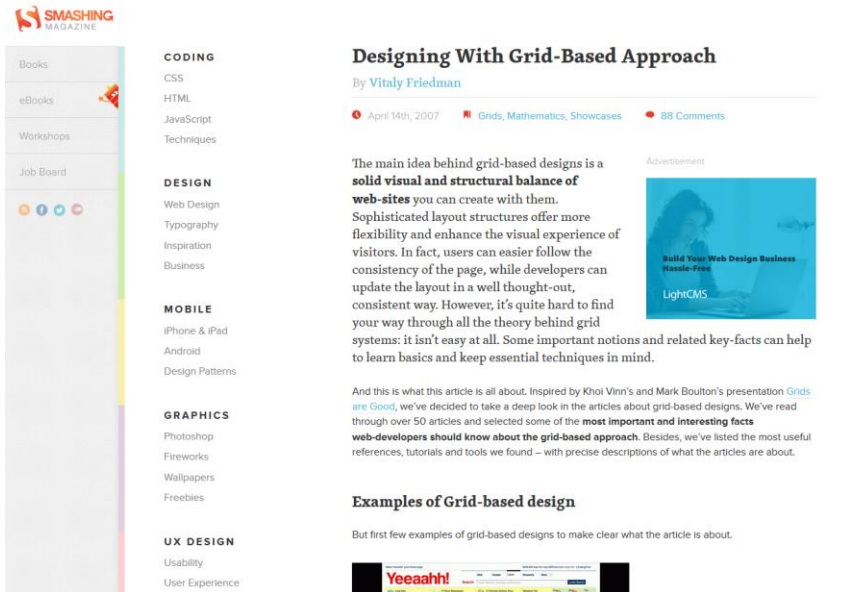 SMASHING
MAGAZINE
Books
eBooks
Workshops
Job Board
CODING
CSS
HTML
JavaScript
Techniques
DESIGN
Web Design
Typography
Inspiration
Business
MOBILE
iPhone & iPad
Android
Design Patterns
GRAPHICS
Photoshop
Fireworks
Wallpapers
Freebies
UX DESIGN
Usability
User Experience
Designing With Grid-Based Approach
By Vitaly Friedman
April 14th, 2007 Grids, Mathematics, Showcases 88 Comments
Advertisement
Build Your Web Design Business
Hassle-Free
LightCMS
The main idea behind grid-based designs is a
solid visual and structural balance of
web-sites you can create with them.
Sophisticated layout structures offer more
flexibility and enhance the visual experience of
visitors. In fact, users can easier follow the
consistency of the page, while developers can
update the layout in a well thought-out,
consistent way. However, it’s quite hard to find
your way through all the theory behind grid
systems: it isn’t easy at all. Some important notions and related key-facts can help
to learn basics and keep essential techniques in mind.
And this is what this article is all about. Inspired by Khoi Vinn’s and Mark Boulton’s presentation Grids
are Good, we’ve decided to take a deep look in the articles about grid-based designs. We’ve read
through over 50 articles and selected some of the most important and interesting facts
web-developers should know about the grid-based approach. Besides, we’ve listed the most useful
references, tutorials and tools we found – with precise descriptions of what the articles are about.
Examples of Grid-based design
But first few examples of grid-based designs to make clear what the article is about.
Yeeaahh!
Search